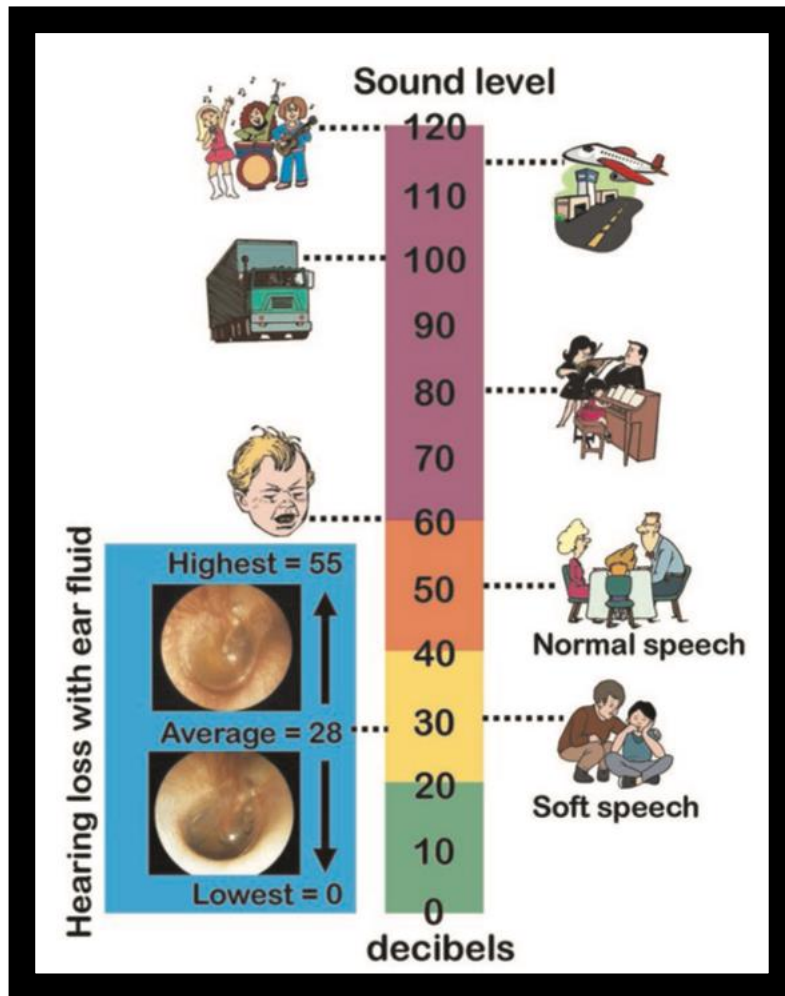 Sound level
120
110
100
90
80
70
60
50
40
30
20
10
0
decibels
Hearing loss with ear fluid
Highest = 55
Average = 28
Lowest = 0
Normal speech
Soft speech